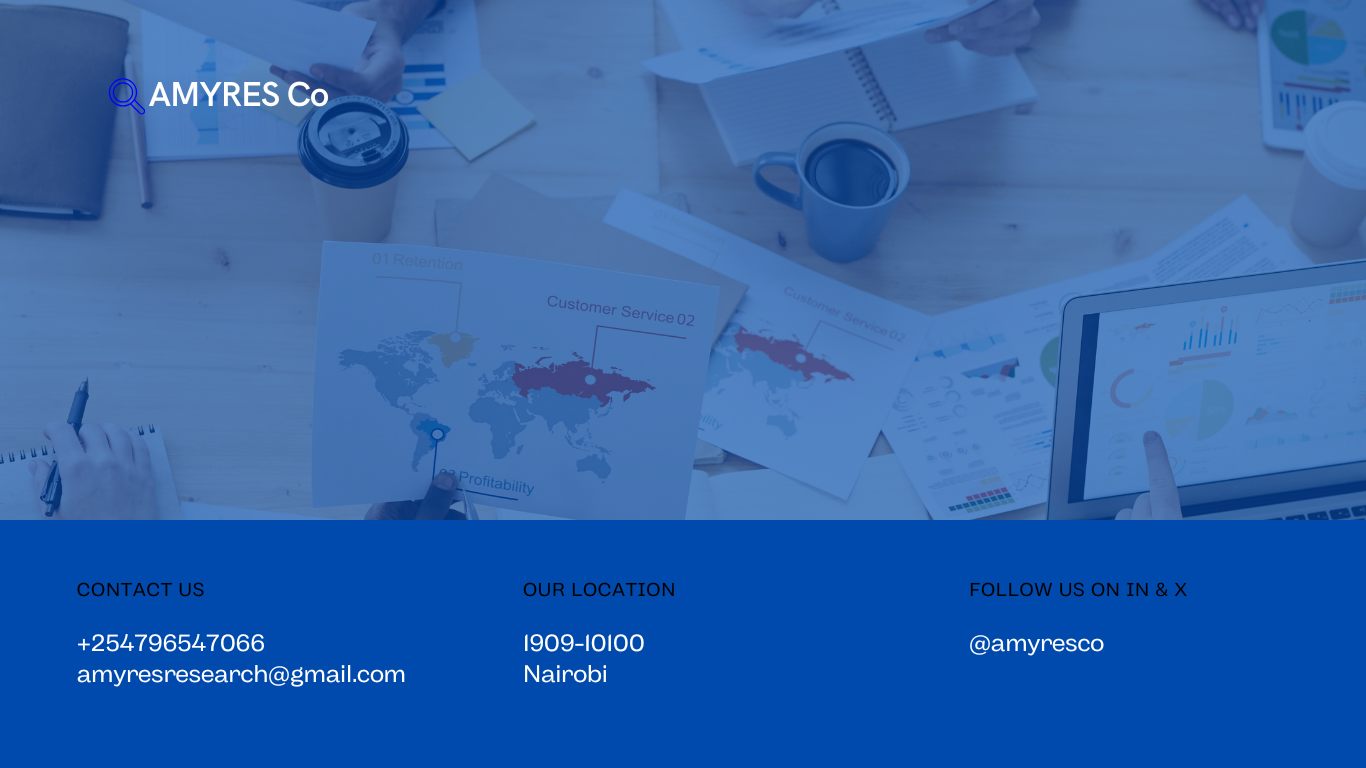 AMYRES Co
01 Retention
Customer Service 02
Customer Service 02
03 Profitability
CONTACT US
+254796547066
amyresresearch@gmail.com
OUR LOCATION
1909-10100
Nairobi
FOLLOW US ON IN & X
@amyresco